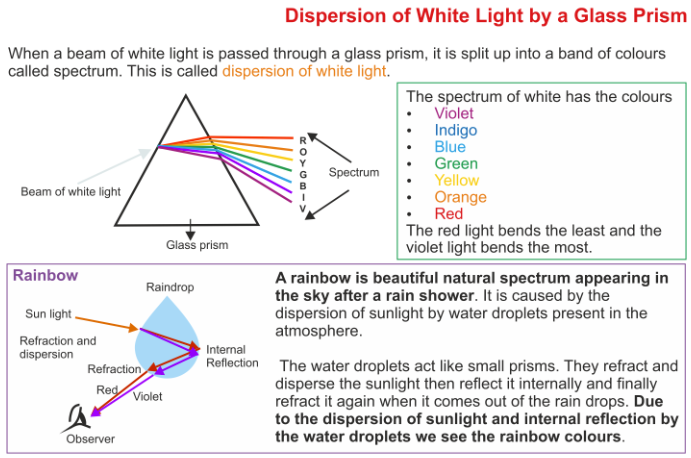 Dispersion of White Light by a Glass Prism
When a beam of white light is passed through a glass prism, it is split up into a band of colours
called spectrum. This is called dispersion of white light.
Beam of white light
Glass prism
R
O
Y
G
B
I
V
Spectrum
The spectrum of white has the colours
• Violet
• Indigo
• Blue
• Green
• Yellow
• Orange
• Red
The red light bends the least and the
violet light bends the most.
Rainbow
Raindrop
Sun light
Refraction and
dispersion
Internal
Reflection
Refraction
Red
Violet
Observer
A rainbow is beautiful natural spectrum appearing in
the sky after a rain shower. It is caused by the
dispersion of sunlight by water droplets present in the
atmosphere.
The water droplets act like small prisms. They refract and
disperse the sunlight then reflect it internally and finally
refract it again when it comes out of the rain drops. Due
to the dispersion of sunlight and internal reflection by
the water droplets we see the rainbow colours.